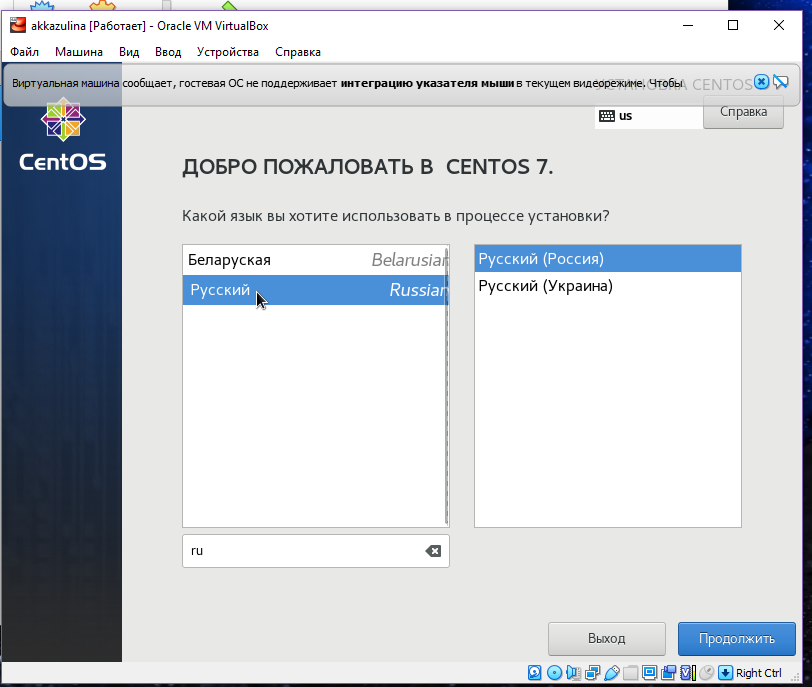 akkazulina [Работает] - Oracle VM VirtualBox
Файл Машина Вид Ввод Устройства Справка
Виртуальная машина сообщает, гостевая ОС не поддерживает интеграцию указателя мыши в текущем видеорежиме. Чтобы
УСТАНОВКА CENTOS
us
Справка
CentOS
ДОБРО ПОЖАЛОВАТЬ В CENTOS 7.
Какой язык вы хотите использовать в процессе установки?
Беларуская Belarusian
Русский Russian
Русский (Россия)
Русский (Украина)
ru
Выход
Продолжить
Right Ctrl